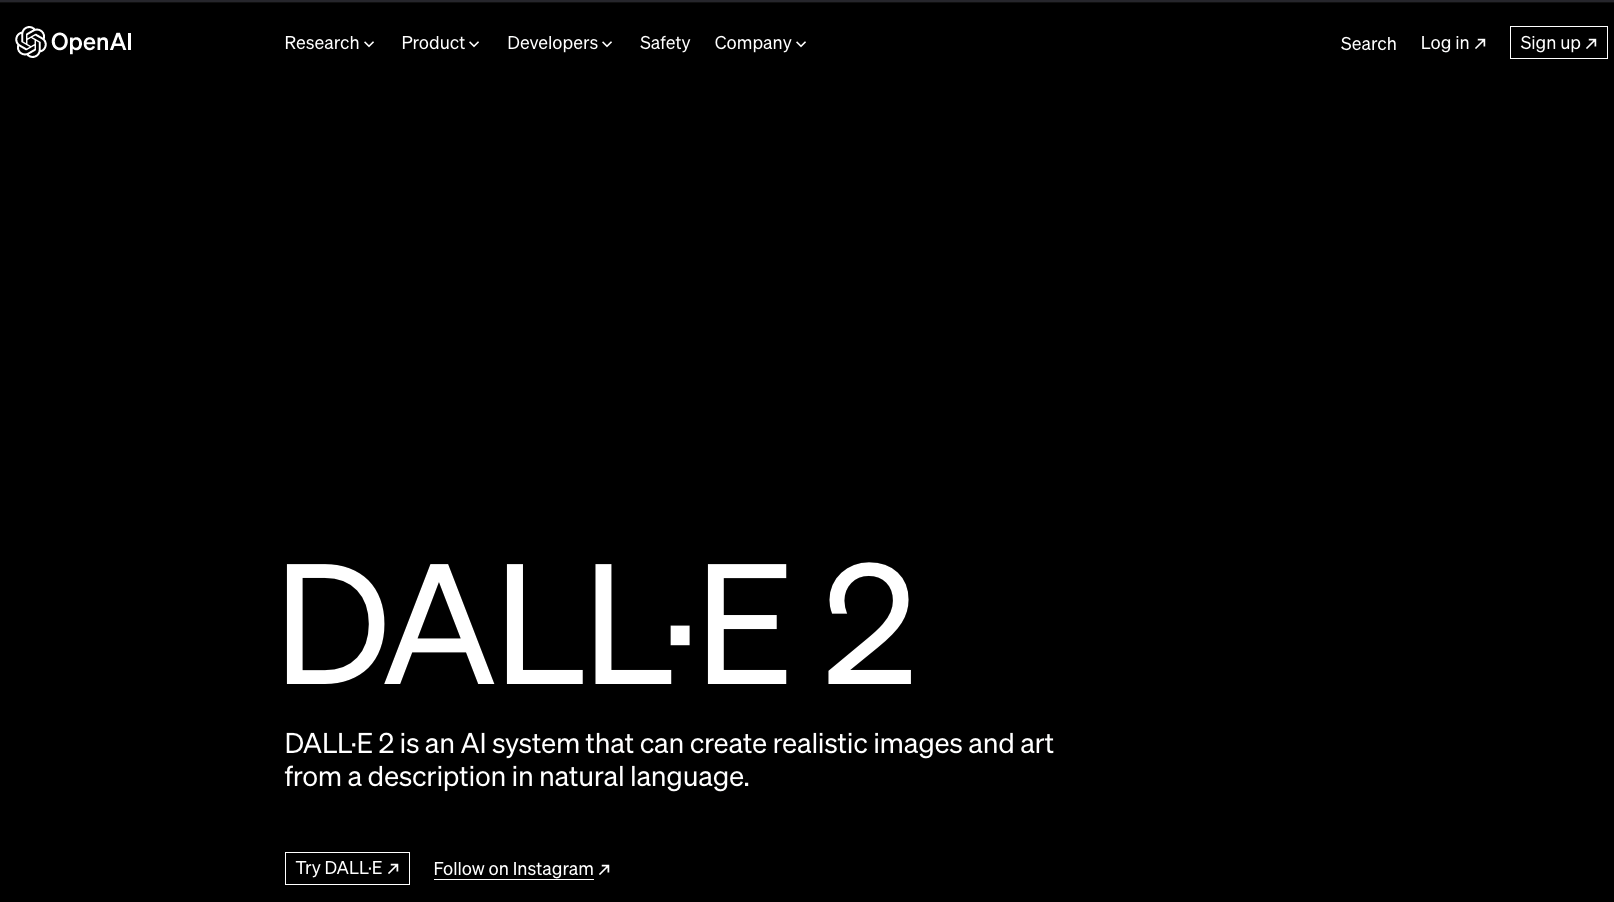 OpenAI
Research Product Developers Safety Company
Search Log in Sign up
DALL·E 2
DALL·E 2 is an AI system that can create realistic images and art
from a description in natural language.
Try DALL·E Follow on Instagram